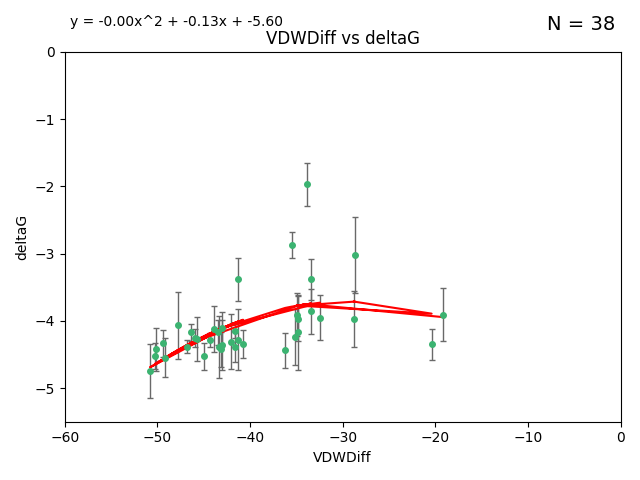 y = -0.00x^2 + -0.13x + -5.60
N = 38
VDWDiff vs deltaG
0
−1
−2
−3
−4
−5
deltaG
−60
−50
−40
−30
−20
−10
0
VDWDiff